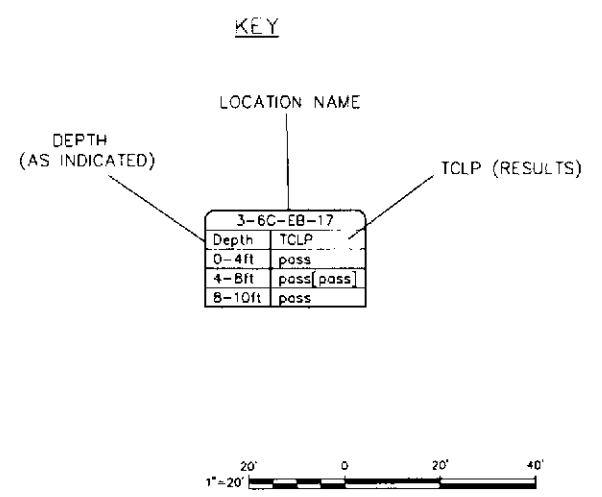 KEY
LOCATION NAME
DEPTH
(AS INDICATED)
TCLP (RESULTS)
3-6C-EB-17
Depth TCLP
0-4ft pass
4-8ft pass[pass]
8-10ft pass
20' 0 20' 40'
1"=20'